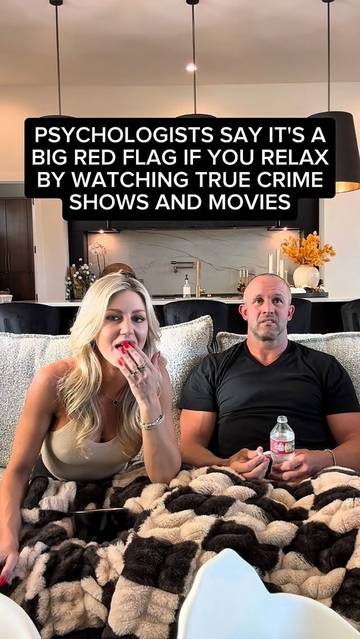 PSYCHOLOGISTS SAY IT'S A
BIG RED FLAG IF YOU RELAX
BY WATCHING TRUE CRIME
SHOWS AND MOVIES